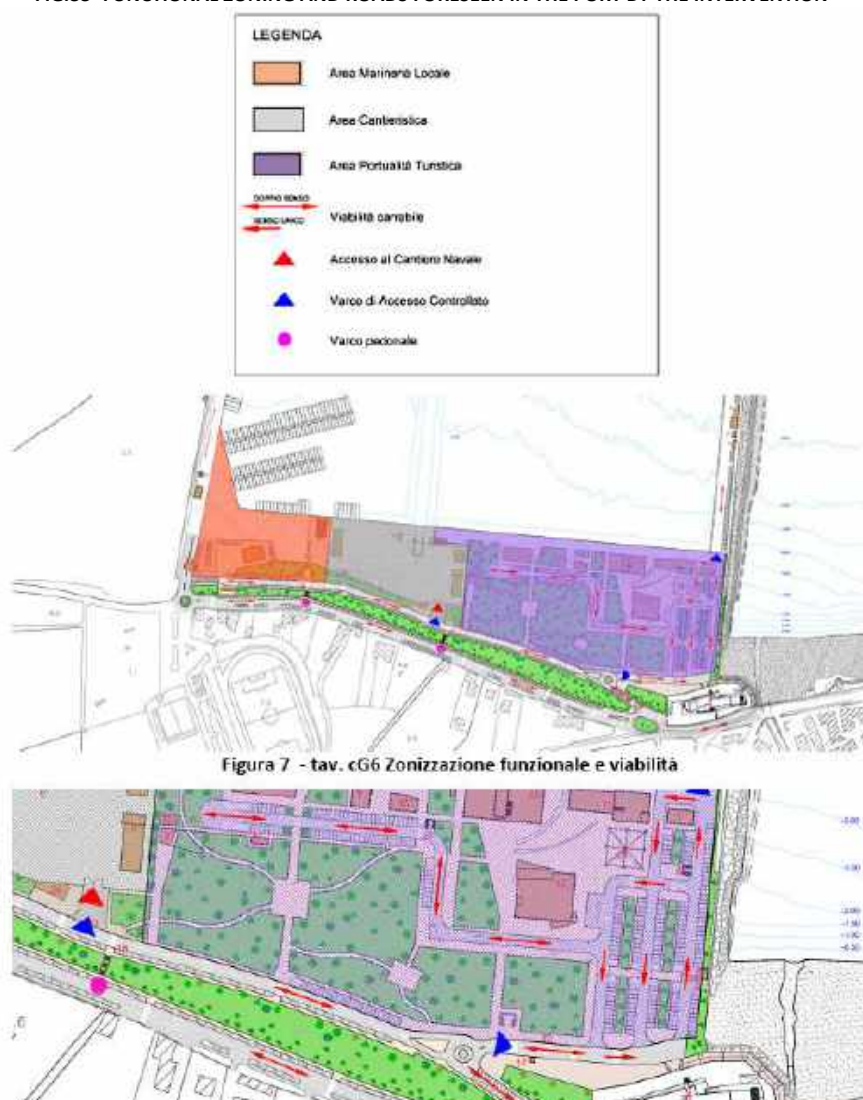 LEGENDA
Area Marineria Locale
Area Cantieristica
Area Portualità Turistica
DOPPIO SENSO
SENSO UNICO
Viabilità carrabile
Accesso al Cantiere Navale
Varco di Accesso Controllato
Varco pedonale
Figura 7 - tav. cG6 Zonizzazione funzionale e viabilità